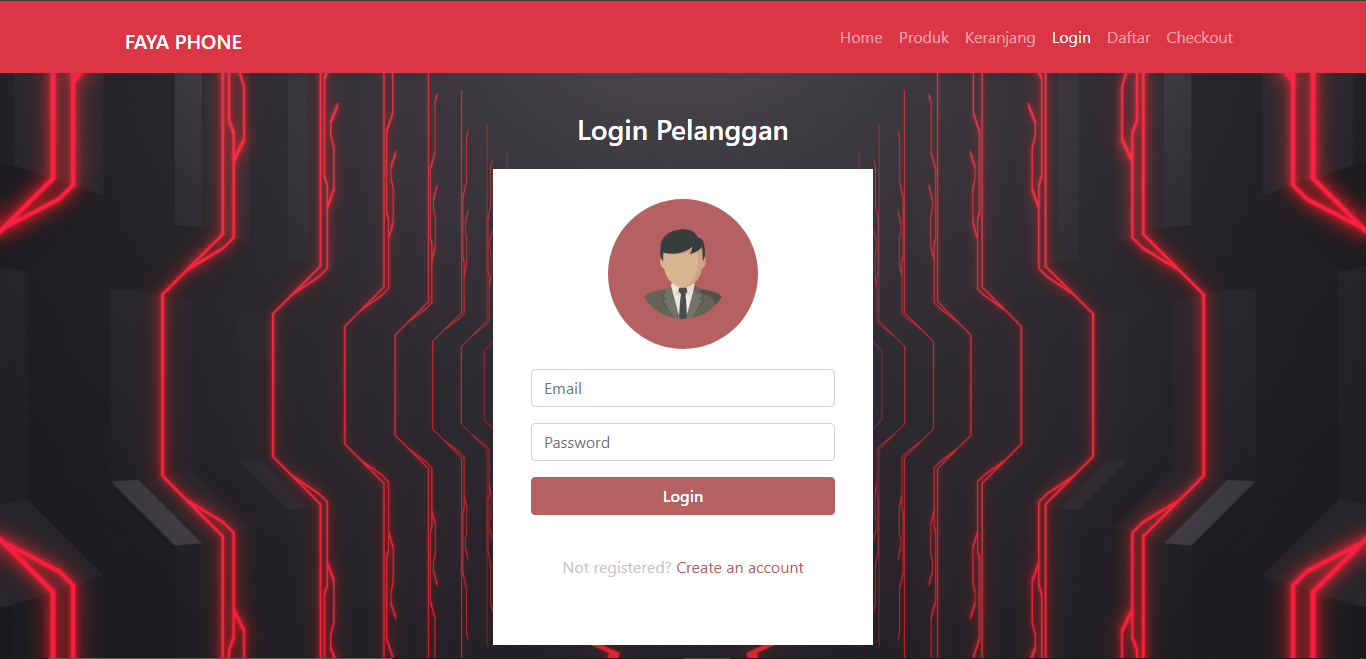 FAYA PHONE
Home Produk Keranjang Login Daftar Checkout
Login Pelanggan
Email
Password
Login
Not registered? Create an account